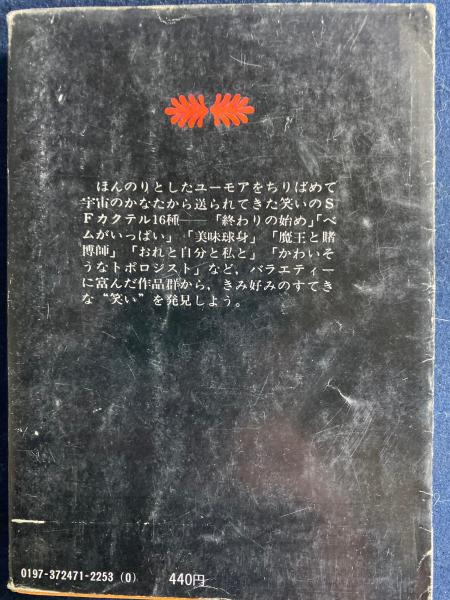 ほんのりとしたユーモアをちりばめて
宇宙のかなたから送られてきた笑いのS
Fカクテル16種――「終わりの始め」「ベ
ムがいっぱい」「美味球身」「魔王と賭
博師」「おれと自分と私と」「かわいそ
うなトポロジスト」など，バラエティー
に富んだ作品群から，きみ好みのすてき
な“笑い”を発見しよう。
0197-372471-2253 (0)
440円